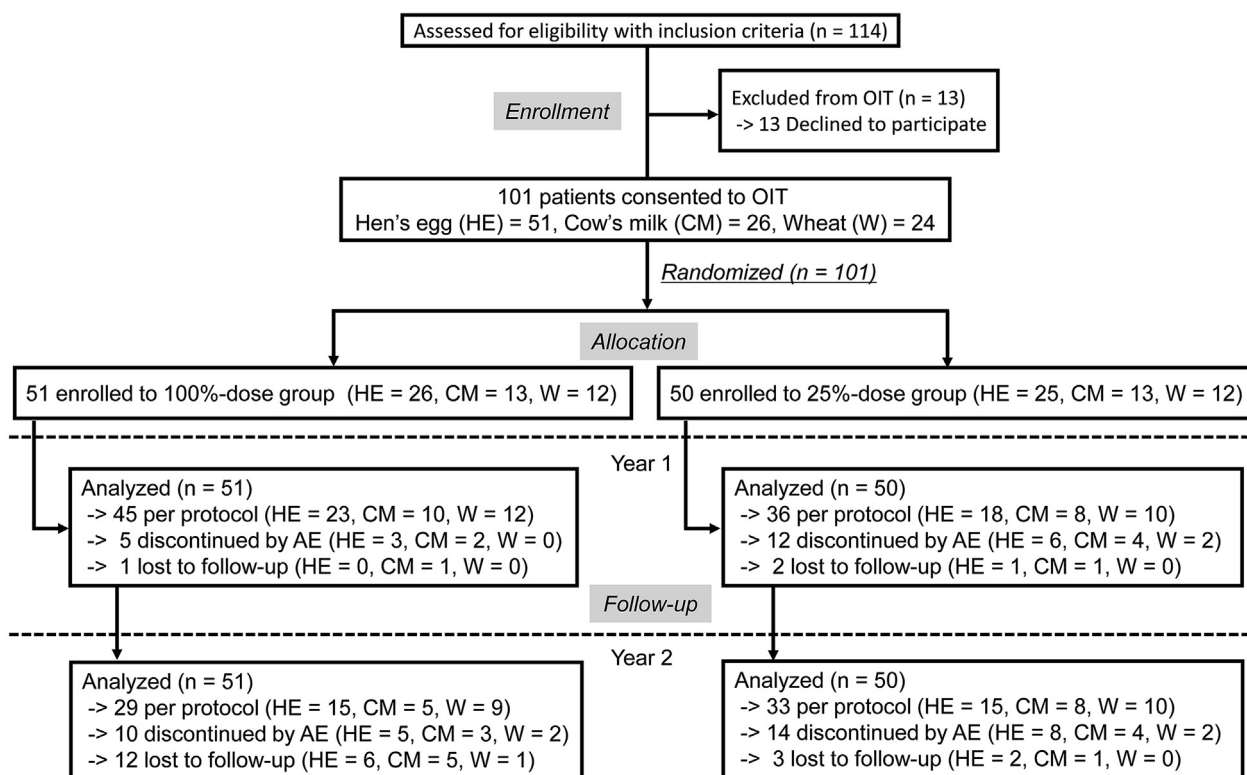 Assessed for eligibility with inclusion criteria (n = 114)
Enrollment
Excluded from OIT (n = 13)
-> 13 Declined to participate
101 patients consented to OIT
Hen's egg (HE) = 51, Cow's milk (CM) = 26, Wheat (W) = 24
Randomized (n = 101)
Allocation
51 enrolled to 100%-dose group (HE = 26, CM = 13, W = 12)
50 enrolled to 25%-dose group (HE = 25, CM = 13, W = 12)
Year 1
Analyzed (n = 51)
-> 45 per protocol (HE = 23, CM = 10, W = 12)
-> 5 discontinued by AE (HE = 3, CM = 2, W = 0)
-> 1 lost to follow-up (HE = 0, CM = 1, W = 0)
Analyzed (n = 50)
-> 36 per protocol (HE = 18, CM = 8, W = 10)
-> 12 discontinued by AE (HE = 6, CM = 4, W = 2)
-> 2 lost to follow-up (HE = 1, CM = 1, W = 0)
Follow-up
Year 2
Analyzed (n = 51)
-> 29 per protocol (HE = 15, CM = 5, W = 9)
-> 10 discontinued by AE (HE = 5, CM = 3, W = 2)
-> 12 lost to follow-up (HE = 6, CM = 5, W = 1)
Analyzed (n = 50)
-> 33 per protocol (HE = 15, CM = 8, W = 10)
-> 14 discontinued by AE (HE = 8, CM = 4, W = 2)
-> 3 lost to follow-up (HE = 2, CM = 1, W = 0)